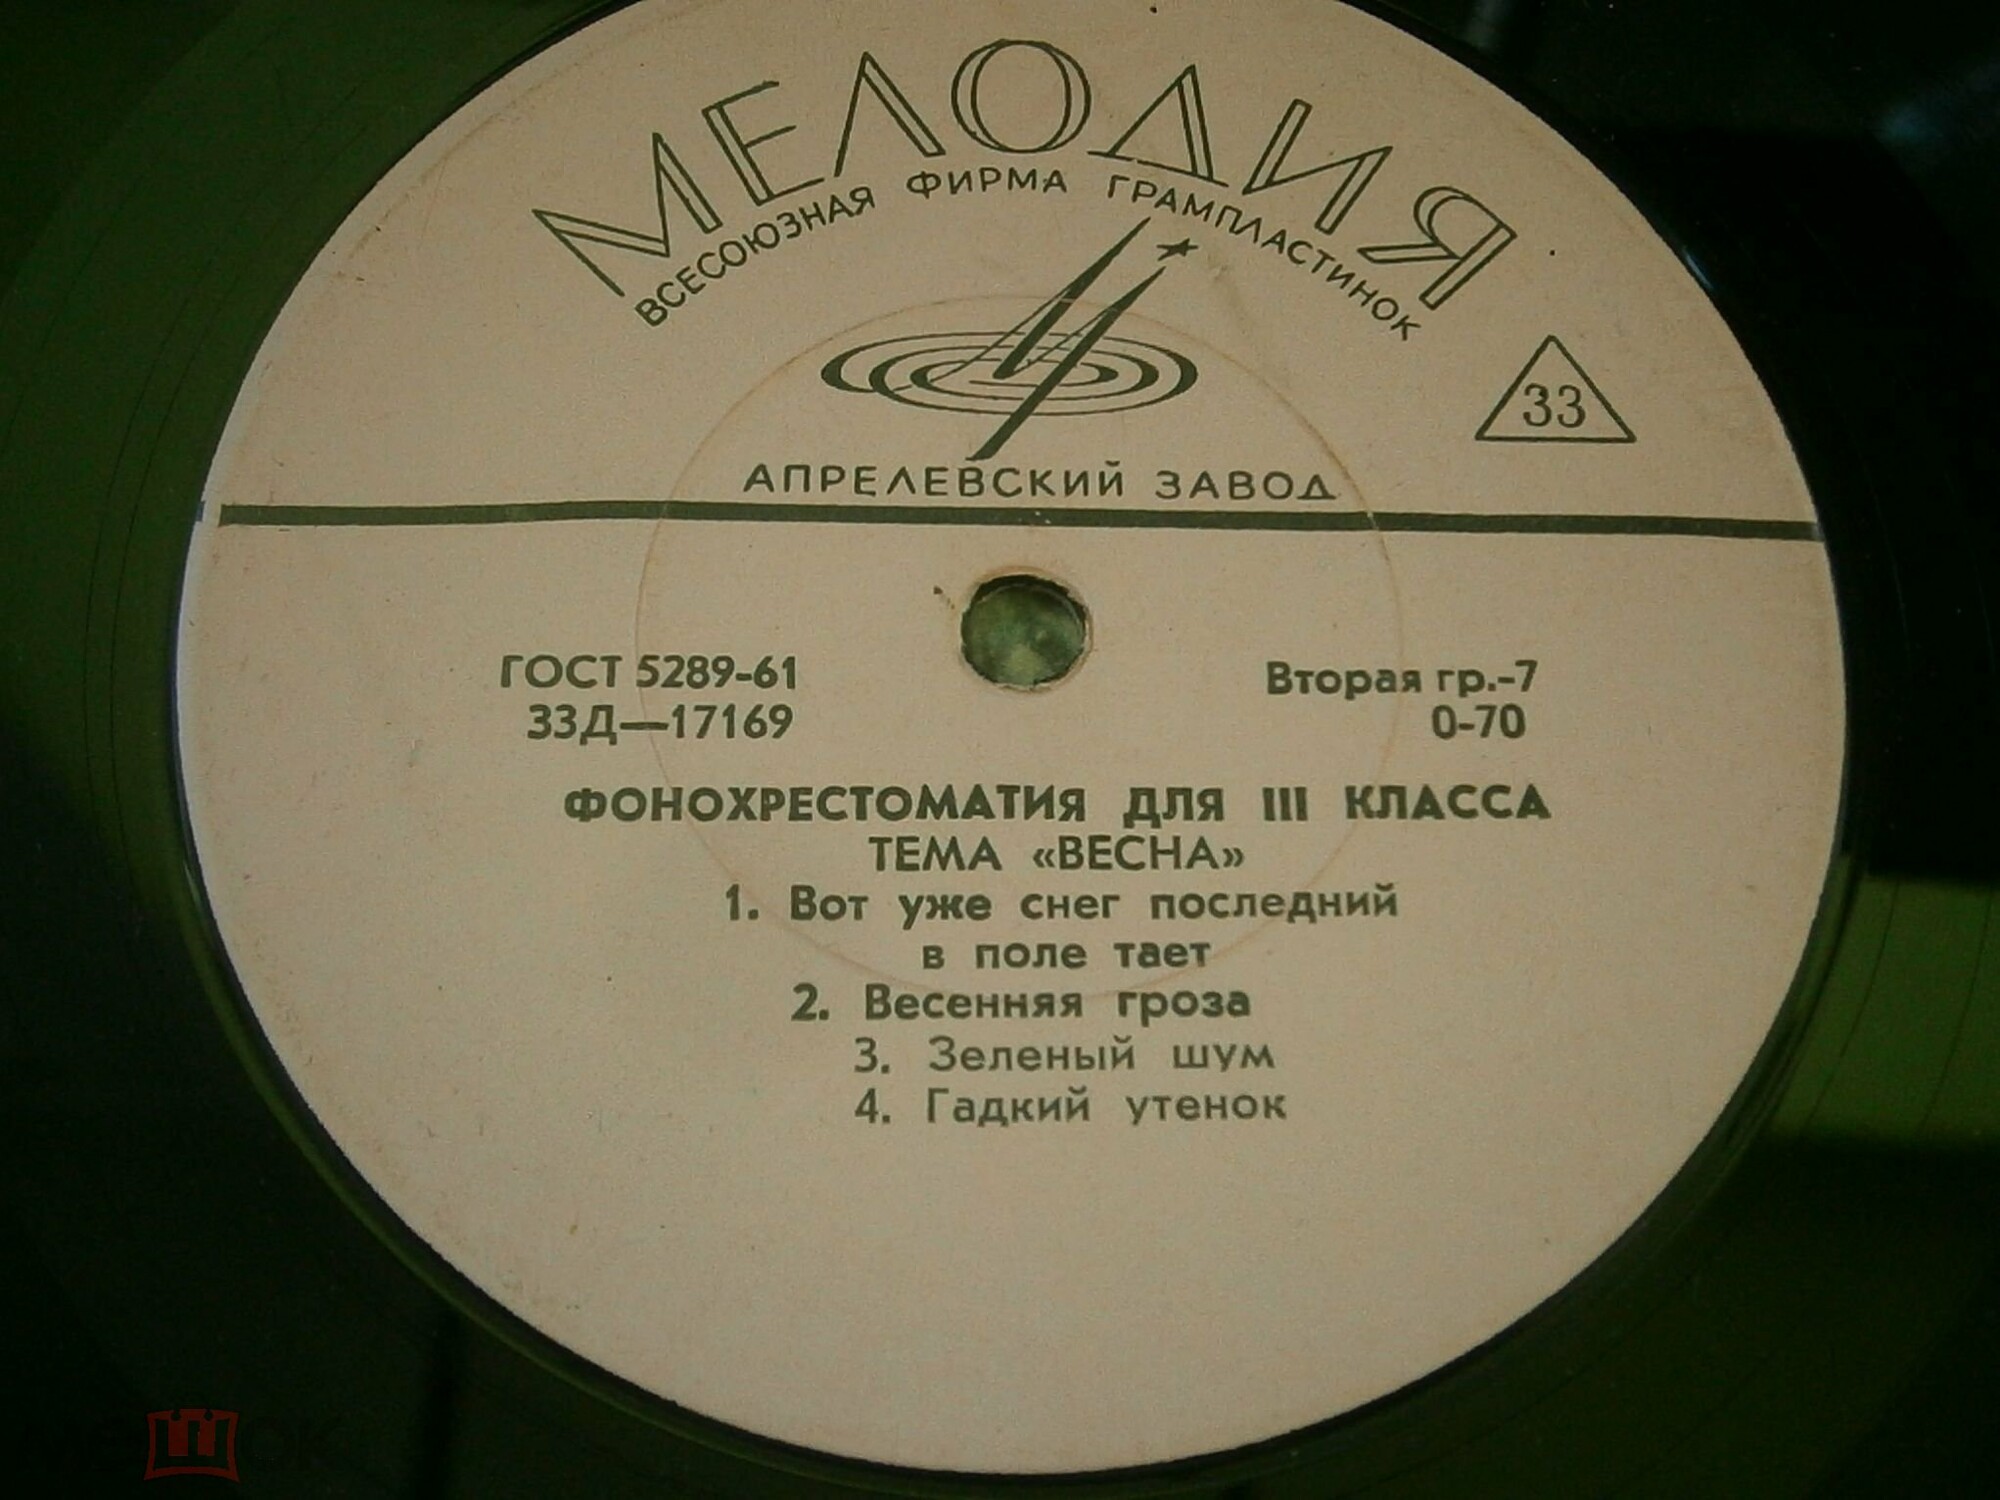 МЕЛОДИЯ
ВСЕСОЮЗНАЯ ФИРМА ГРАМПЛАСТИНОК
33
АПРЕЛЕВСКИЙ ЗАВОД
ГОСТ 5289-61
Вторая гр.-7
33Д—17169
0-70
ФОНОХРЕСТОМАТИЯ ДЛЯ III КЛАССА
ТЕМА «ВЕСНА»
1. Вот уже снег последний
в поле тает
2. Весенняя гроза
3. Зеленый шум
4. Гадкий утенок